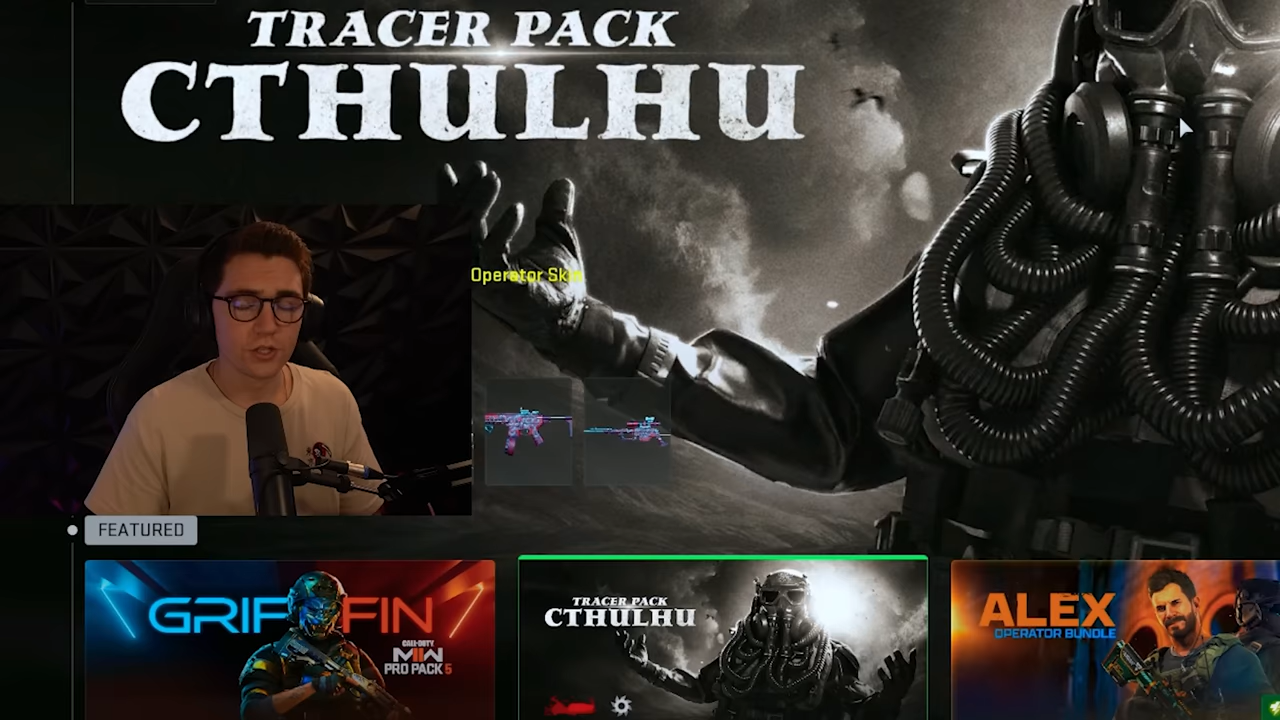 TRACER PACK
CTHULHU
Operator Skin
FEATURED
GRIFFIN
CALL OF DUTY
MW
PRO PACK 5
TRACER PACK
CTHULHU
ALEX
OPERATOR BUNDLE